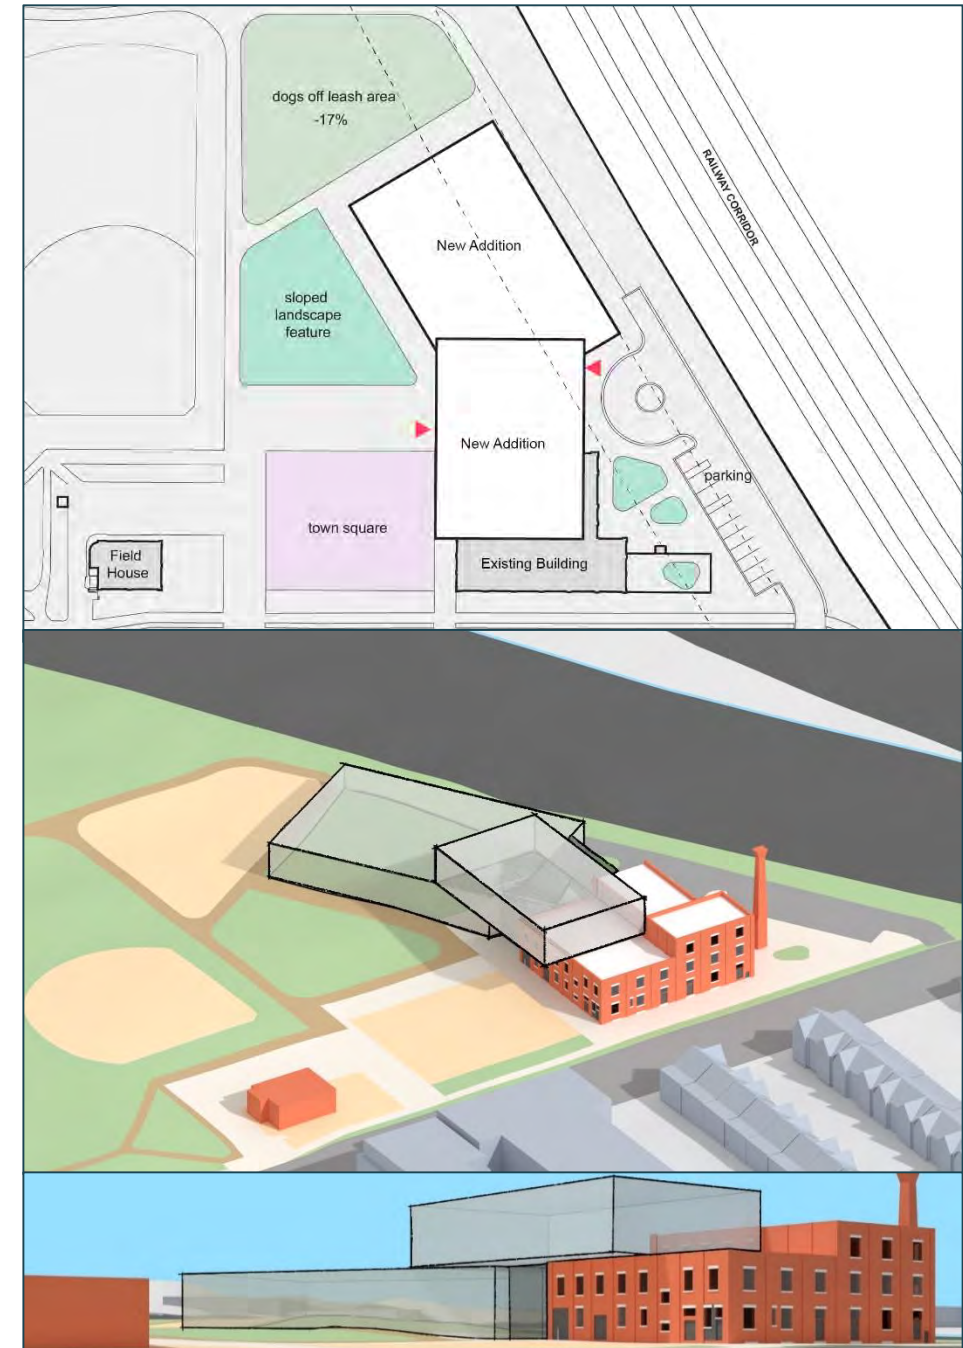 dogs off leash area
-17%
RAILWAY CORRIDOR
New Addition
sloped
landscape
feature
New Addition
parking
town square
Field
House
Existing Building